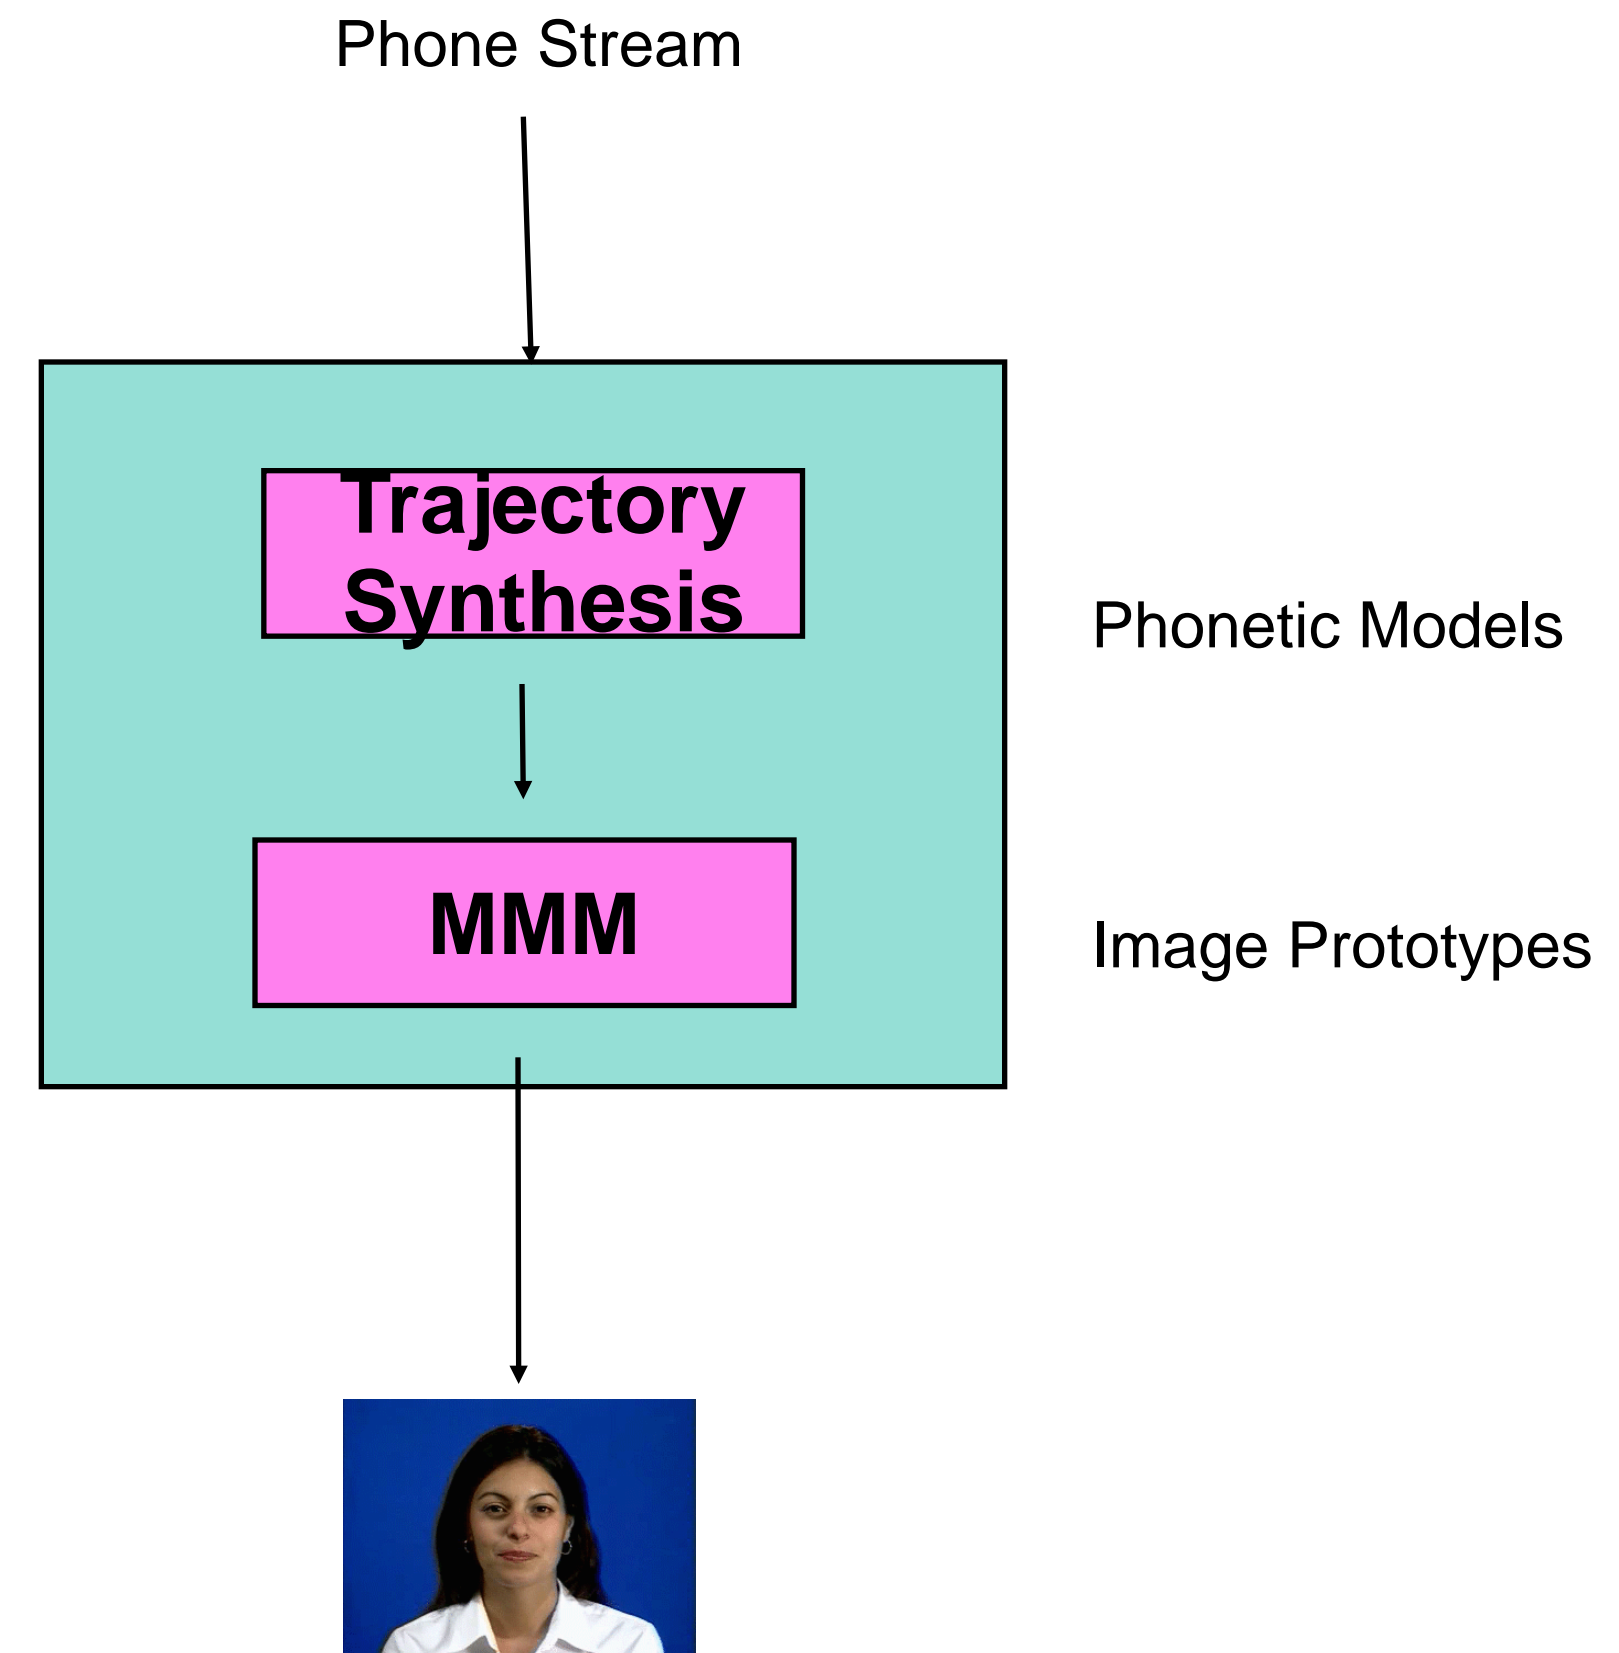 Phone Stream
Trajectory
Synthesis
Phonetic Models
MMM
Image Prototypes